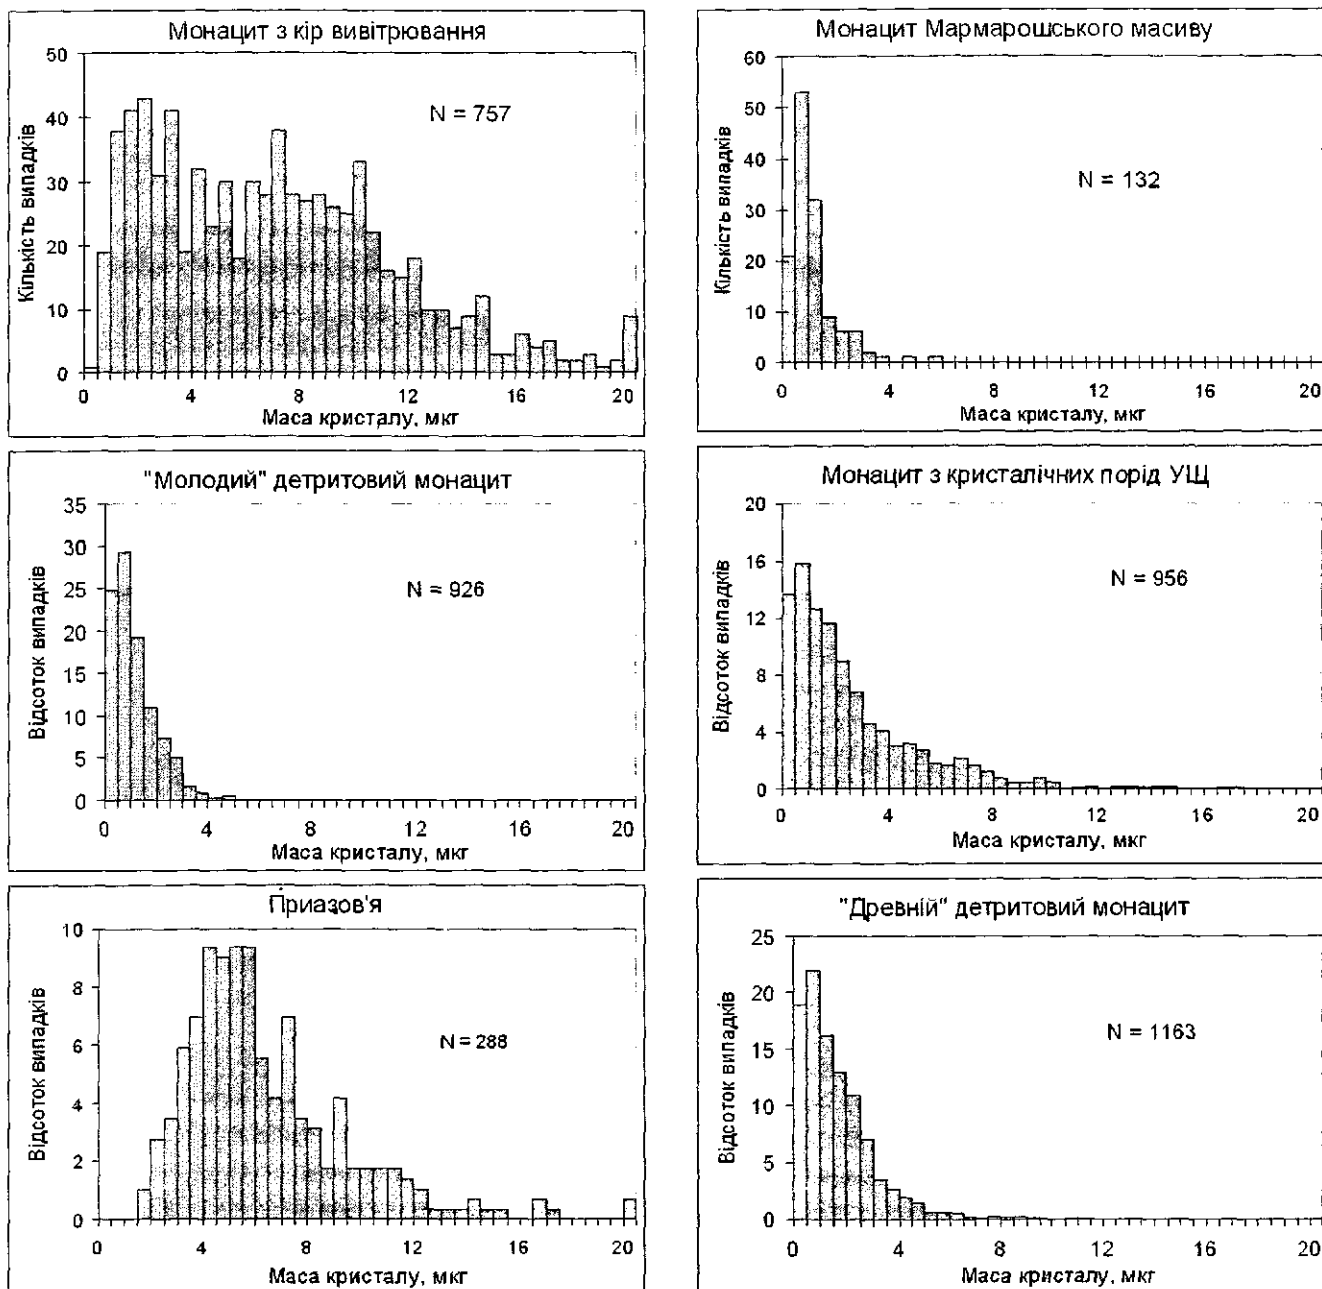 Монацит з кір вивітрювання
Кількість випадків
50
40
30
20
10
0
N = 757
0 4 8 12 16 20
Маса кристалу, мкг
Монацит Мармарошського масиву
Кількість випадків
60
50
40
30
20
10
0
N = 132
0 4 8 12 16 20
Маса кристалу, мкг
"Молодий" детритовий монацит
Відсоток випадків
35
30
25
20
15
10
5
0
N = 926
0 4 8 12 16 20
Маса кристалу, мкг
Монацит з кристалічних порід УЩ
Відсоток випадків
20
16
12
8
4
0
N = 956
0 4 8 12 16 20
Маса кристалу, мкг
Приазов'я
Відсоток випадків
10
8
6
4
2
0
N = 288
0 4 8 12 16 20
Маса кристалу, мкг
"Древній" детритовий монацит
Відсоток випадків
25
20
15
10
5
0
N = 1163
0 4 8 12 16 20
Маса кристалу, мкг